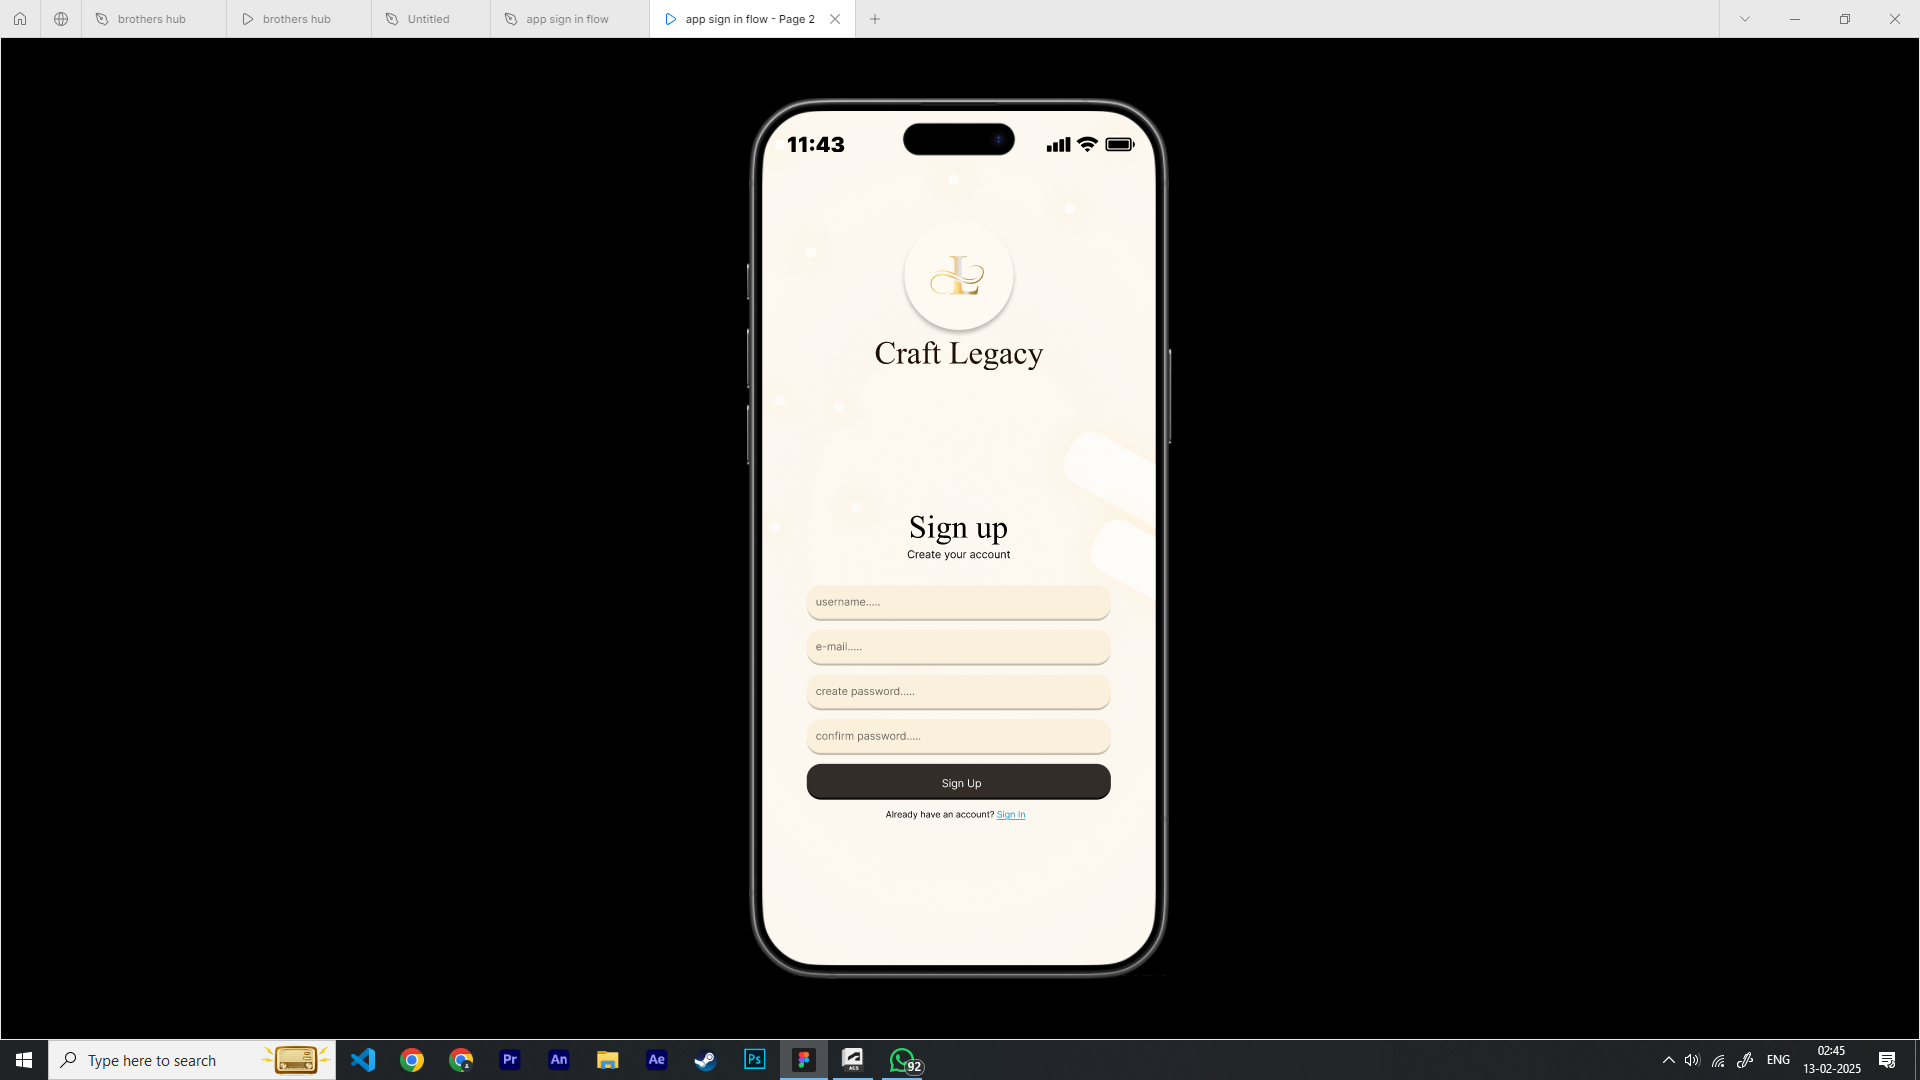 brothers hub
brothers hub
Untitled
app sign in flow
app sign in flow - Page 2
11:43
L
Craft Legacy
Sign up
Create your account
username.....
e-mail.....
create password.....
confirm password.....
Sign Up
Already have an account? Sign In
Type here to search
Pr
An
Ae
Ps
ACS
92
ENG
02:45
13-02-2025